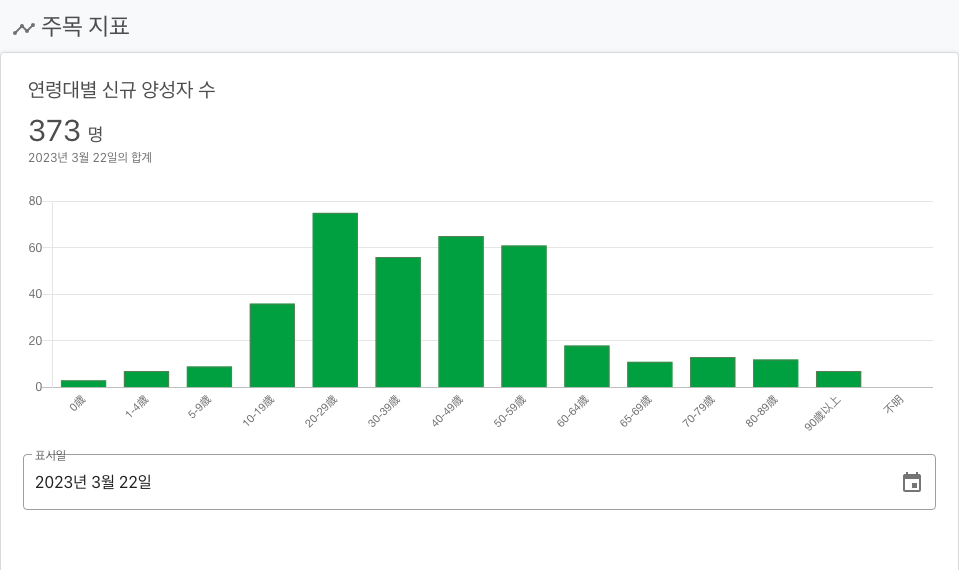 주목 지표
연령대별 신규 양성자 수
373 명
2023년 3월 22일의 합계
80
60
40
20
0
0歳
1-4歳
5-9歳
10-19歳
20-29歳
30-39歳
40-49歳
50-59歳
60-64歳
65-69歳
70-79歳
80-89歳
90歳以上
不明
표시일
2023년 3월 22일